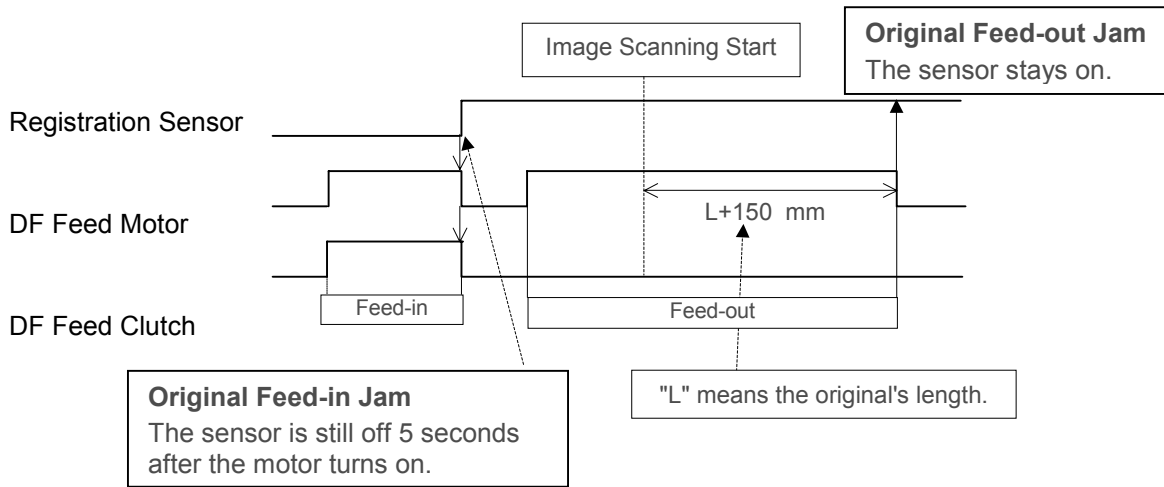 Image Scanning Start
Original Feed-out Jam
The sensor stays on.
Registration Sensor
L+150 mm
DF Feed Motor
Feed-in
Feed-out
DF Feed Clutch
Original Feed-in Jam
The sensor is still off 5 seconds
after the motor turns on.
"L" means the original's length.